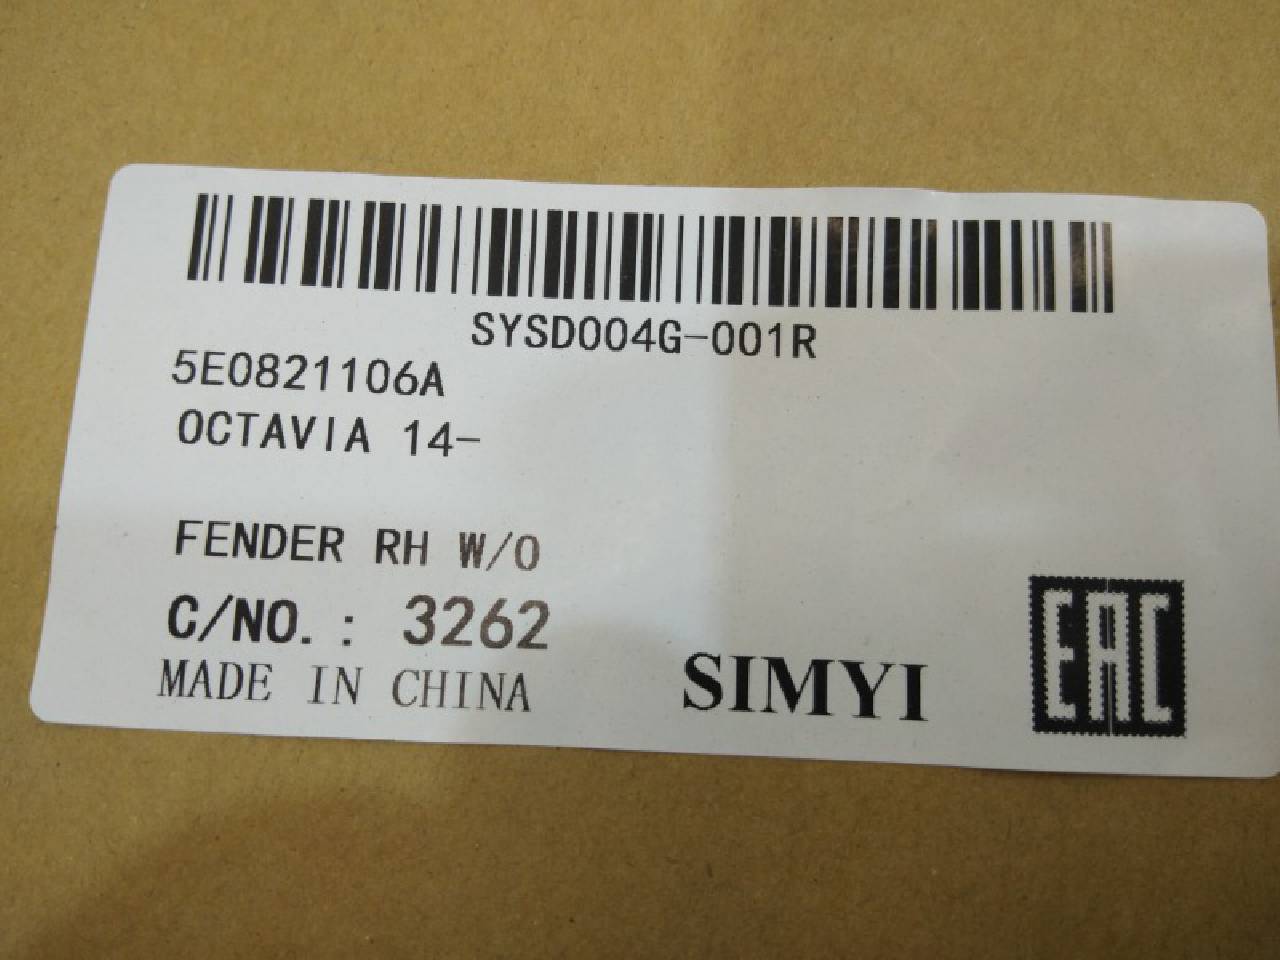 SYSD004G-001R
5E0821106A
OCTAVIA 14-
FENDER RH W/O
C/NO.: 3262
MADE IN CHINA
SIMYI
EAC